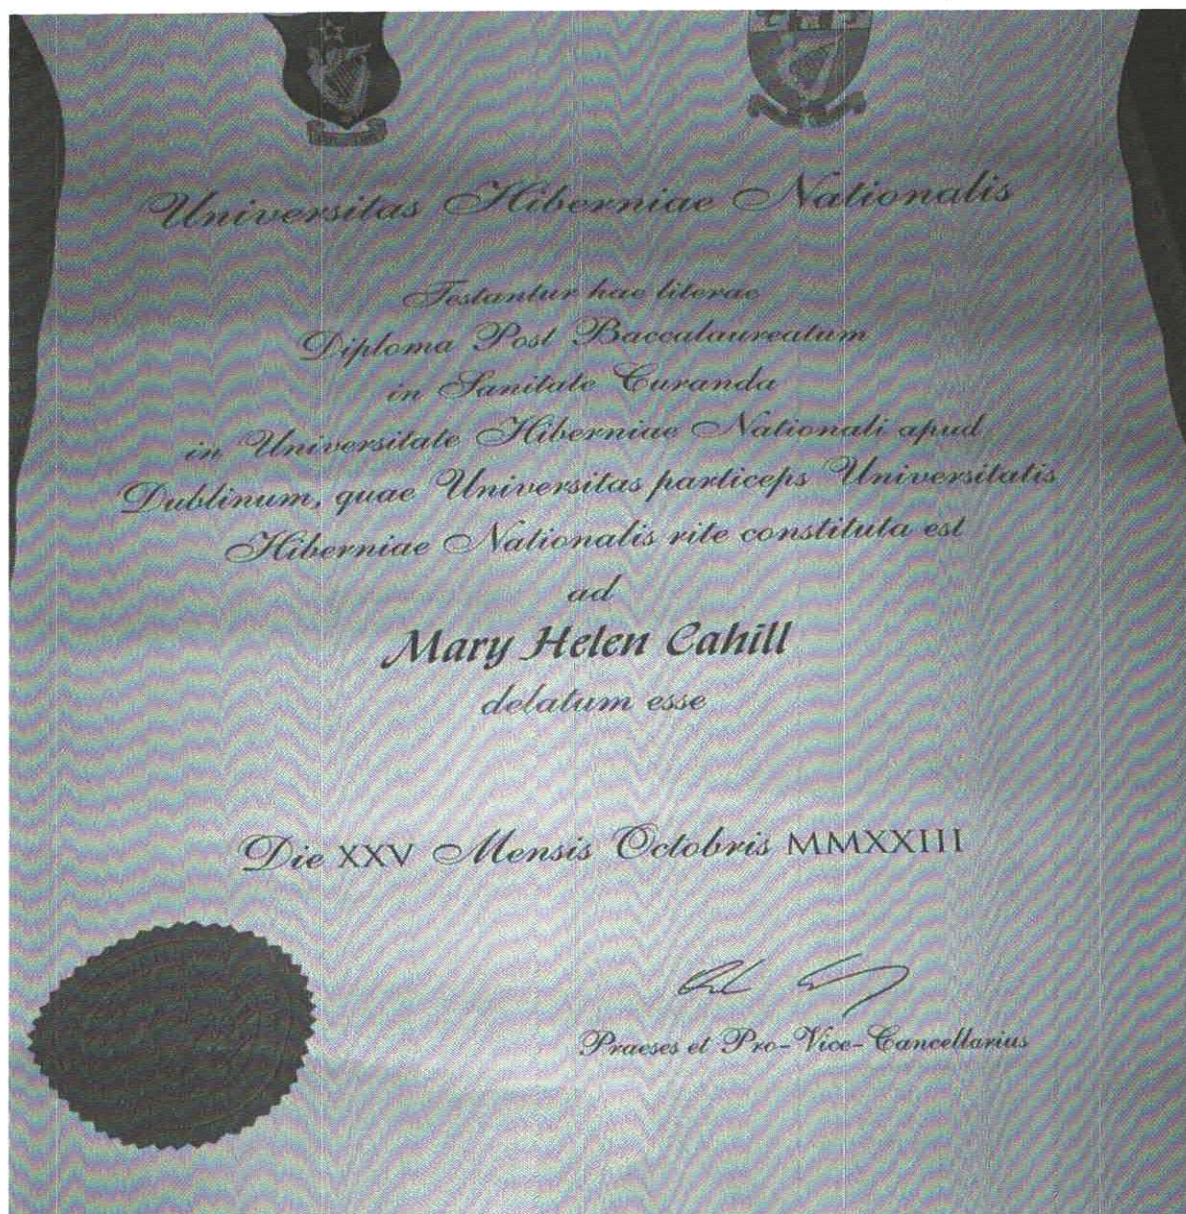 Universitas Hiberniae Nationalis
Testantur hae literae
Diploma Post Baccalaureatum
in Sanitate Curanda
in Universitate Hiberniae Nationali apud
Dublinum, quae Universitas particeps Universitatis
Hiberniae Nationalis rite constituta est
ad
Mary Helen Cahill
delatum esse
Die XXV Mensis Octobris MMXXIII
Praeses et Pro-Vice-Cancellarius